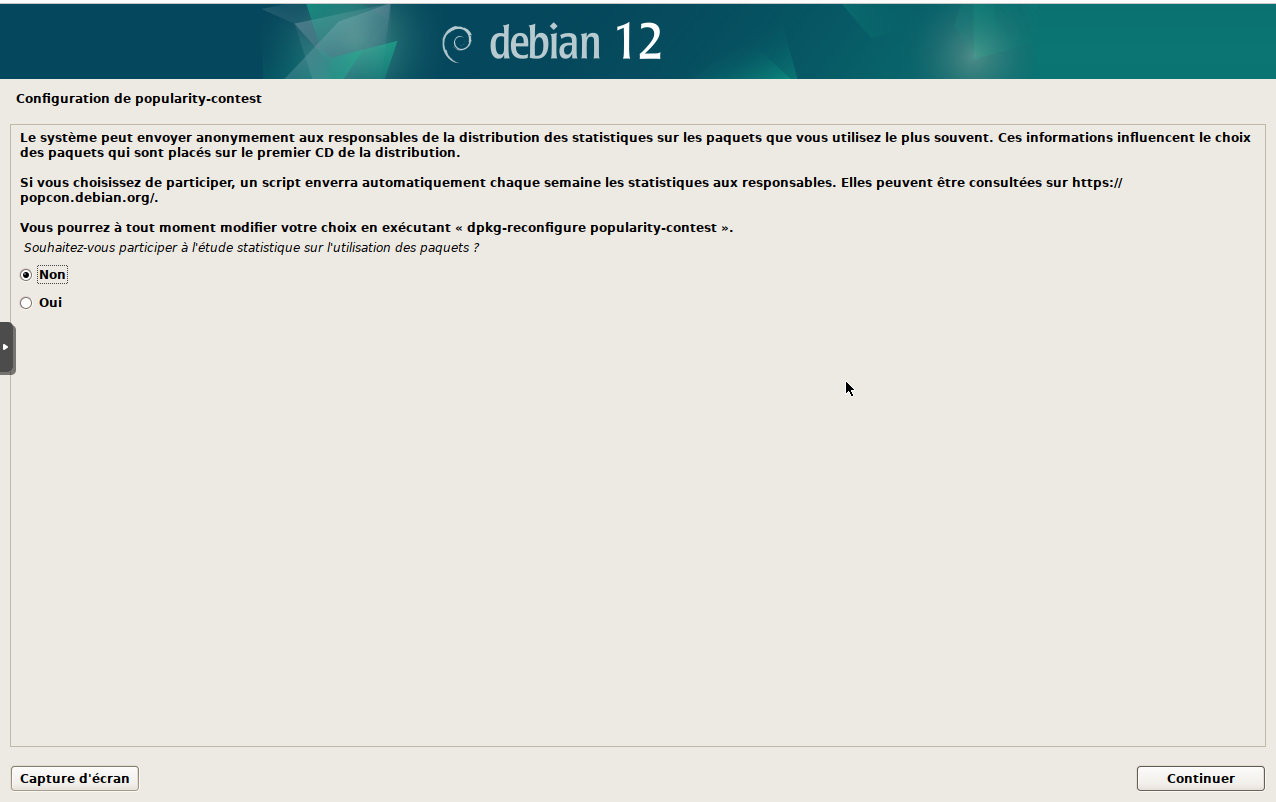 debian 12
Configuration de popularity-contest
Le système peut envoyer anonymement aux responsables de la distribution des statistiques sur les paquets que vous utilisez le plus souvent. Ces informations influencent le choix
des paquets qui sont placés sur le premier CD de la distribution.
Si vous choisissez de participer, un script enverra automatiquement chaque semaine les statistiques aux responsables. Elles peuvent être consultées sur https://
popcon.debian.org/.
Vous pourrez à tout moment modifier votre choix en exécutant « dpkg-reconfigure popularity-contest ».
Souhaitez-vous participer à l'étude statistique sur l'utilisation des paquets ?
Non
Oui
Capture d'écran
Continuer